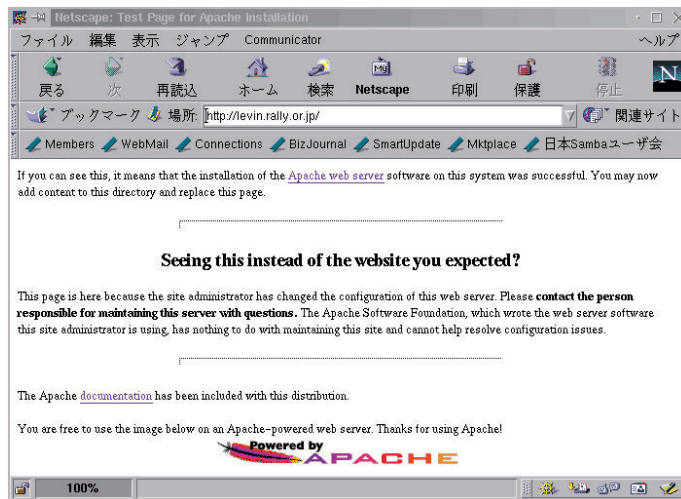 Netscape: Test Page for Apache Installation
ファイル 編集 表示 ジャンプ Communicator ヘルプ
My
N
戻る 次 再読込 ホーム 検索 Netscape 印刷 保護 停止
ブックマーク 場所: http://levin.rally.or.jp/ 関連サイト
Members WebMail Connections BizJournal SmartUpdate Mktplace 日本Sambaユーザ会
If you can see this, it means that the installation of the Apache web server software on this system was successful. You may now
add content to this directory and replace this page.
Seeing this instead of the website you expected?
This page is here because the site administrator has changed the configuration of this web server. Please contact the person
responsible for maintaining this server with questions. The Apache Software Foundation, which wrote the web server software
this site administrator is using, has nothing to do with maintaining this site and cannot help resolve configuration issues.
The Apache documentation has been included with this distribution.
You are free to use the image below on an Apache-powered web server. Thanks for using Apache!
Powered by
APACHE
100%